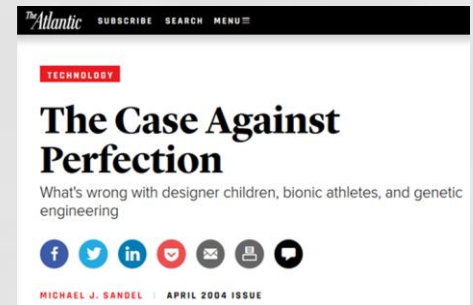 The Atlantic SUBSCRIBE SEARCH MENU
TECHNOLOGY
The Case Against
Perfection
What's wrong with designer children, bionic athletes, and genetic
engineering
MICHAEL J. SANDEL | APRIL 2004 ISSUE